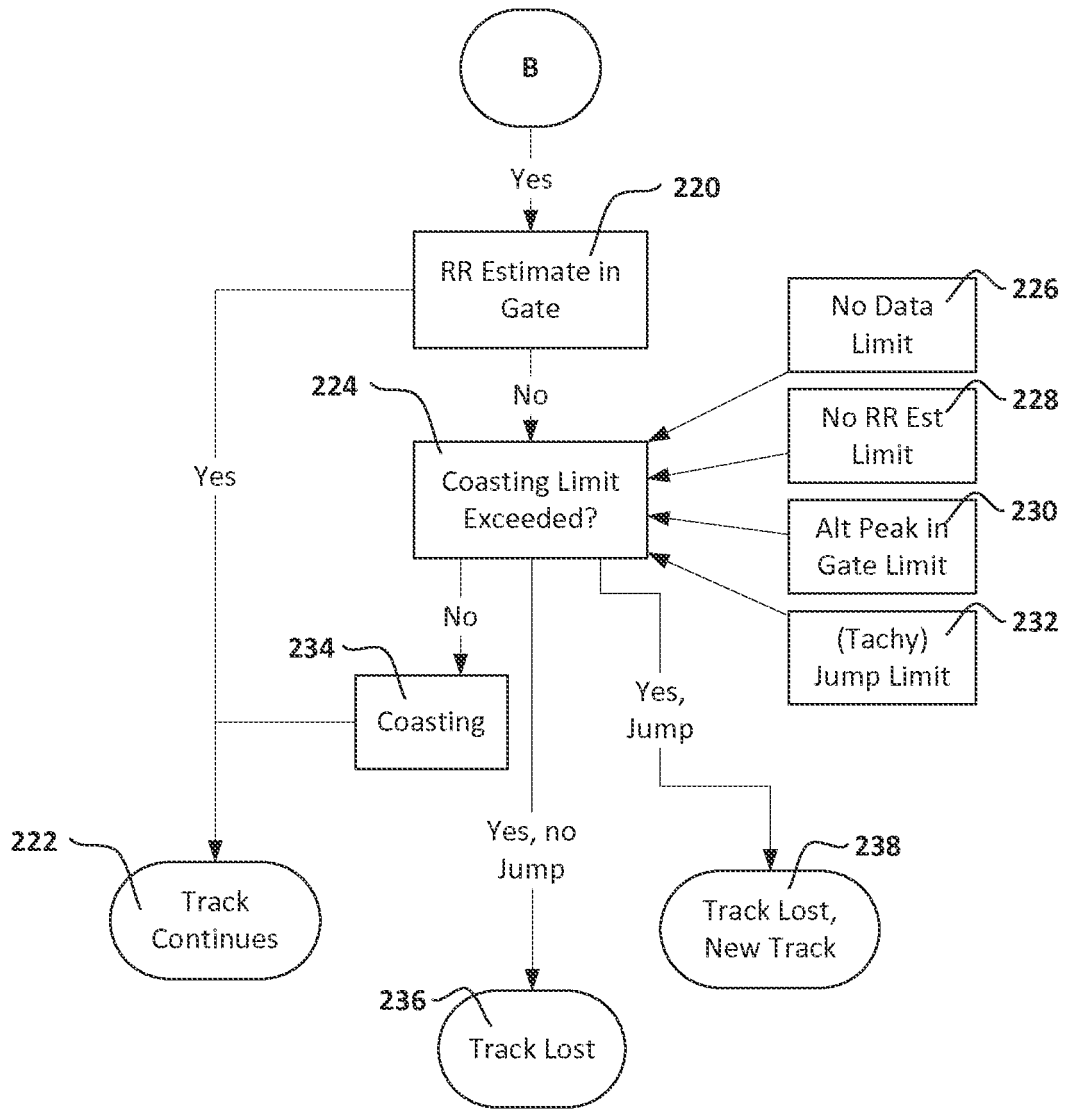 B
Yes
220
RR Estimate in
Gate
226
No Data
Limit
224
No
228
No RR Est
Limit
Yes
Coasting Limit
Exceeded?
230
Alt Peak in
Gate Limit
No
232
(Tachy)
Jump Limit
234
Coasting
Yes,
Jump
222
Track
Continues
Yes, no
Jump
238
Track Lost,
New Track
236
Track Lost